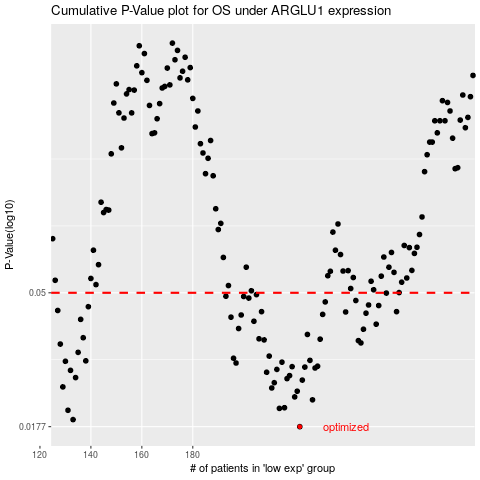 Cumulative P-Value plot for OS under ARGLU1 expression
P-Value(log10)
0.05
0.0177
optimized
120 140 160 180
# of patients in 'low exp' group